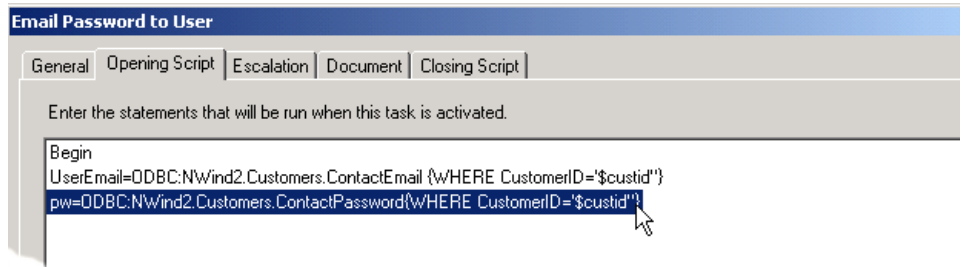 Email Password to User
General Opening Script Escalation Document Closing Script
Enter the statements that will be run when this task is activated.
Begin
UserEmail=ODBC:NWind2.Customers.ContactEmail {WHERE CustomerID='$custid''}
pw=ODBC:NWind2.Customers.ContactPassword{WHERE CustomerID='$custid''}